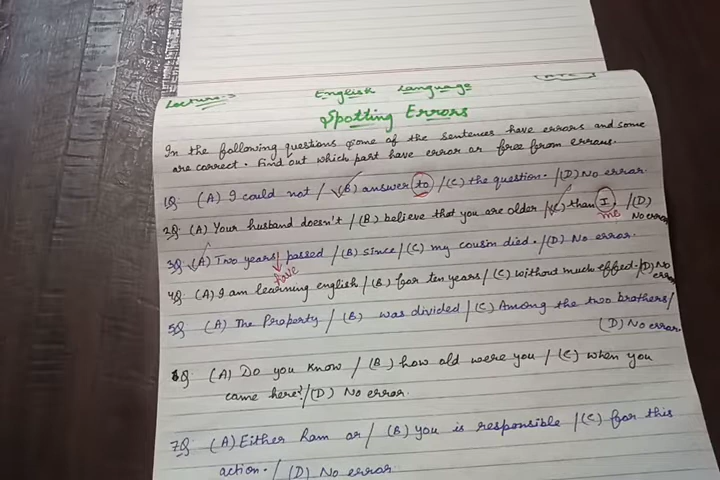 Lecture:-3 English Language
Spotting Errors
In the following questions some of the sentences have errors and some
are correct. Find out which part have error or free from errors.
1Q. (A) I could not / (B) answer to / (C) the question. / (D) No error.
2Q. (A) Your husband doesn't / (B) believe that you are older / (C) than I. / (D)
No error
me
3Q. (A) Two years passed / (B) since / (C) my cousin died. / (D) No error.
have
4Q. (A) I am learning english / (B) for ten years / (C) without much effed. / (D) No
error
5Q (A) The Property / (B) was divided / (C) Among the two brothers /
(D) No error.
6Q. (A) Do you know / (B) how old were you / (C) when you
came here? / (D) No error.
7Q (A) Either Ram or / (B) you is responsible / (C) for this
action. / (D) No error